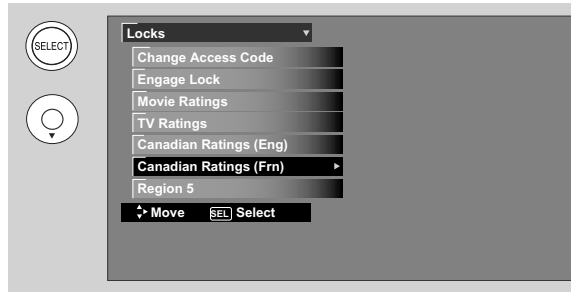 SELECT
Locks
Change Access Code
Engage Lock
Movie Ratings
TV Ratings
Canadian Ratings (Eng)
Canadian Ratings (Frn)
Region 5
Move SEL Select